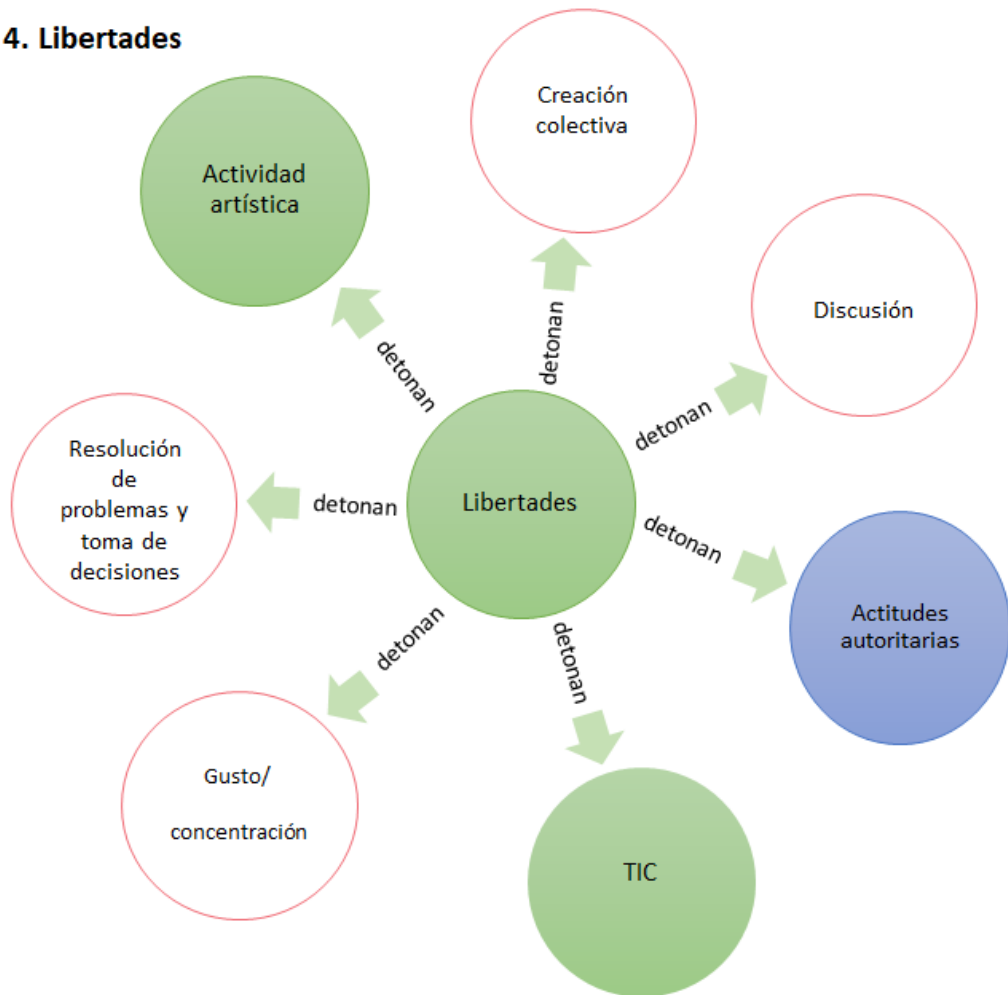 4. Libertades
Creación
colectiva
Actividad
artística
Discusión
detonan
detonan
detonan
Resolución
de
problemas y
toma de
decisiones
detonan
Libertades
detonan
Actitudes
autoritarias
detonan
detonan
Gusto/
concentración
TIC